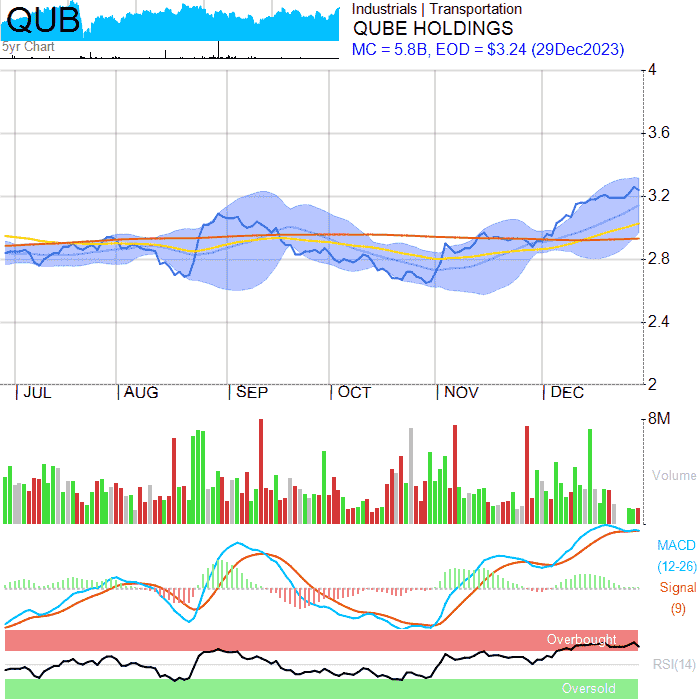 QUB
5yr Chart
Industrials | Transportation
QUBE HOLDINGS
MC = 5.8B, EOD = $3.24 (29Dec2023)
4
3.6
3.2
2.8
2.4
2
| JUL | AUG | SEP | OCT | NOV | DEC
8M
Volume
MACD
(12-26)
Signal
(9)
Overbought
RSI(14)
Oversold